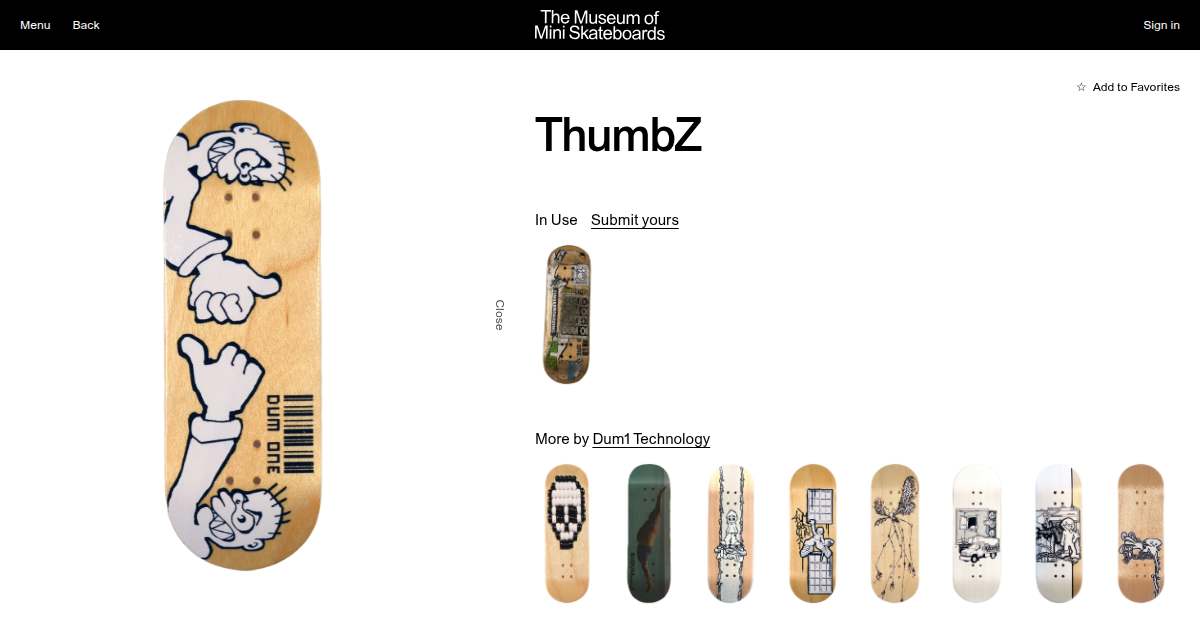 Menu
Back
The Museum of
Mini Skateboards
Sign in
☆ Add to Favorites
ThumbZ
In Use
Submit yours
Close
DUM ONE
More by Dum1 Technology